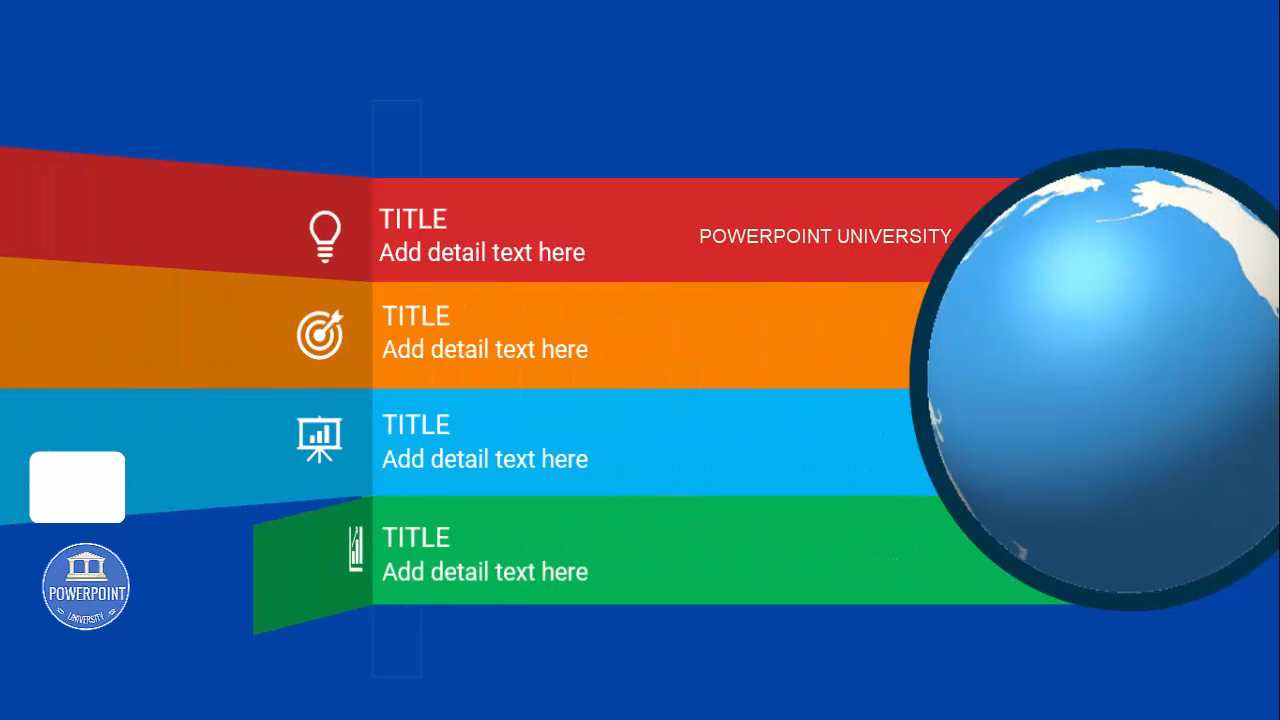 TITLE
Add detail text here
POWERPOINT UNIVERSITY
TITLE
Add detail text here
TITLE
Add detail text here
TITLE
Add detail text here
POWERPOINT
UNIVERSITY